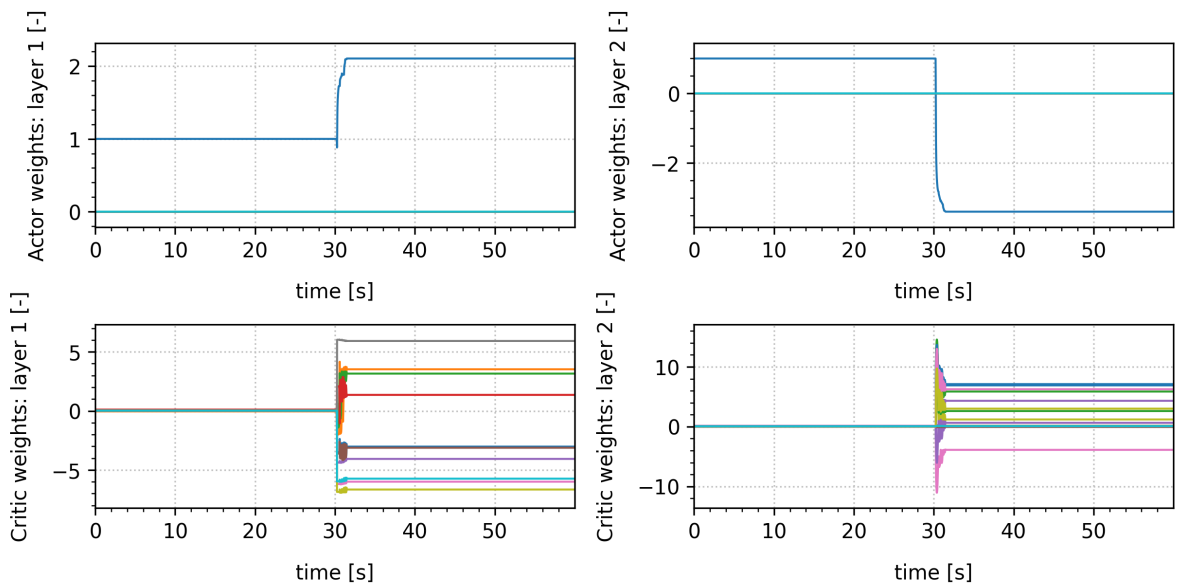 Actor weights: layer 1 [-]
2
1
0
0 10 20 30 40 50
time [s]
Actor weights: layer 2 [-]
0
−2
0 10 20 30 40 50
time [s]
Critic weights: layer 1 [-]
5
0
−5
0 10 20 30 40 50
time [s]
Critic weights: layer 2 [-]
10
0
−10
0 10 20 30 40 50
time [s]